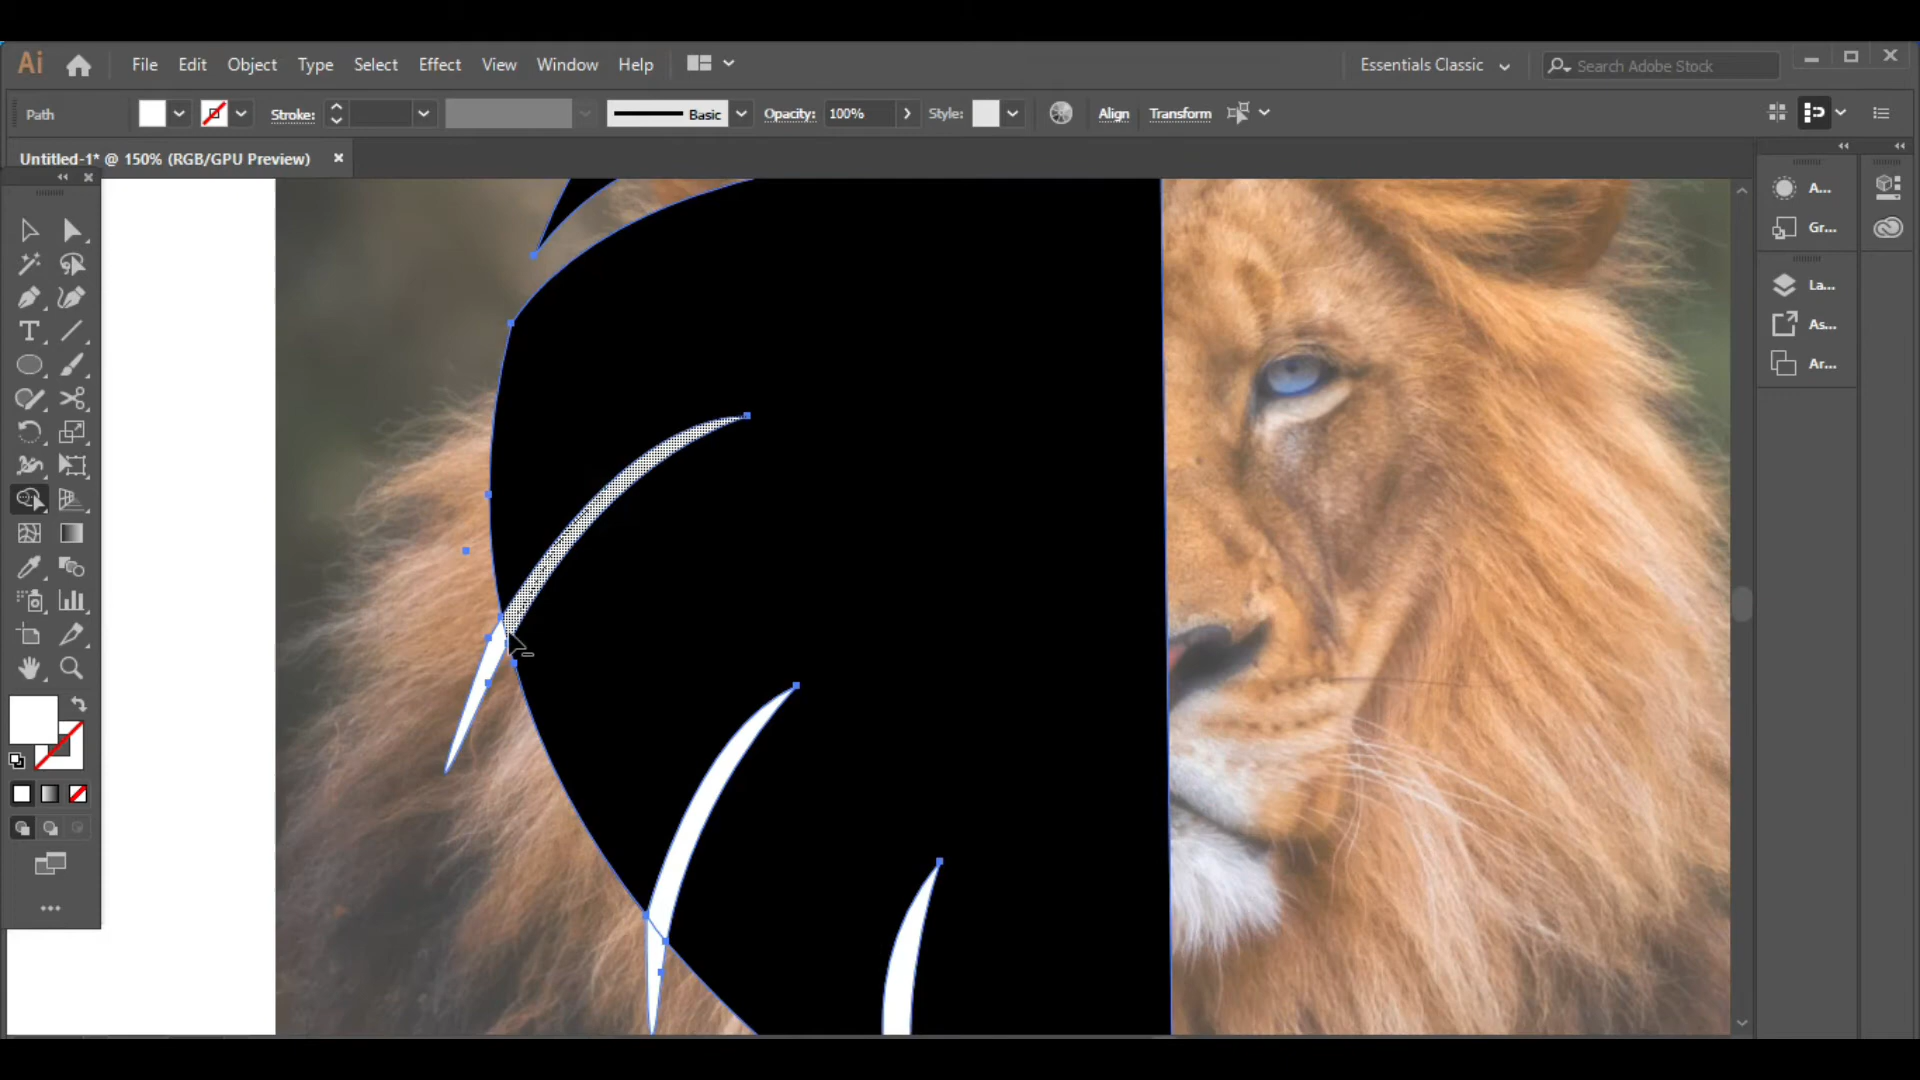 Ai File Edit Object Type Select Effect View Window Help Essentials Classic Search Adobe Stock
Path Stroke: Basic Opacity: 100% Style: Align Transform
Untitled-1* @ 150% (RGB/GPU Preview)
A...
Gr...
La...
As...
Ar...